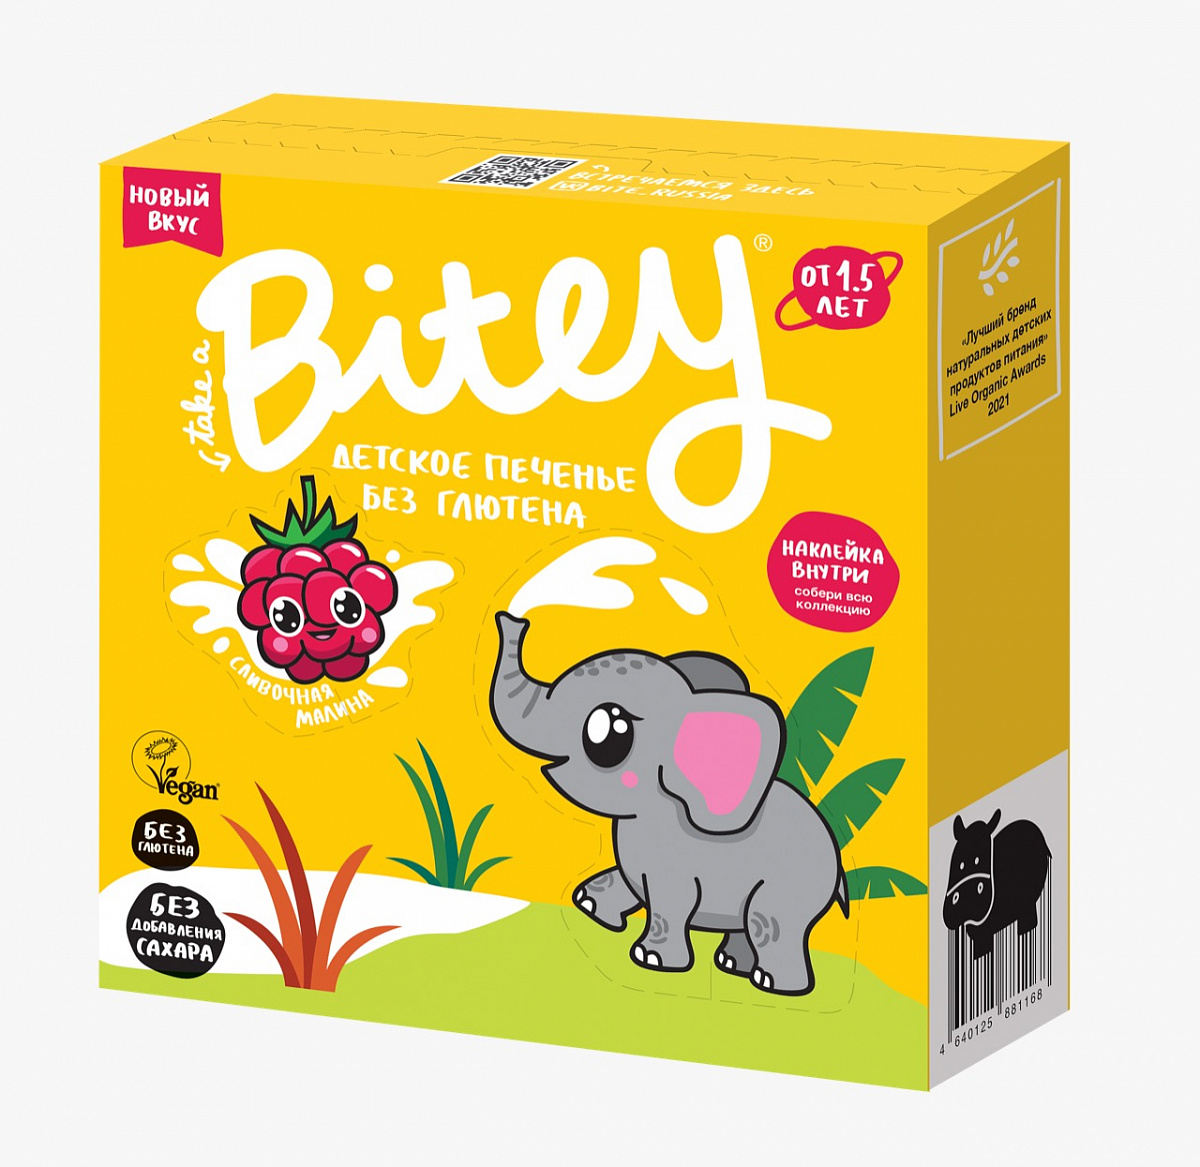 ВСТРЕЧАЕМСЯ ЗДЕСЬ
BITE_RUSSIA
НОВЫЙ
ВКУС
take a
Bitey®
ОТ 1.5
ЛЕТ
ДЕТСКОЕ ПЕЧЕНЬЕ
БЕЗ ГЛЮТЕНА
НАКЛЕЙКА
ВНУТРИ
собери всю
коллекцию
СЛИВОЧНАЯ
МАЛИНА
Vegan
БЕЗ
ГЛЮТЕНА
БЕЗ
ДОБАВЛЕНИЯ
САХАРА
«Лучший бренд
натуральных детских
продуктов питания»
Live Organic Awards
2021
4 640125 881168